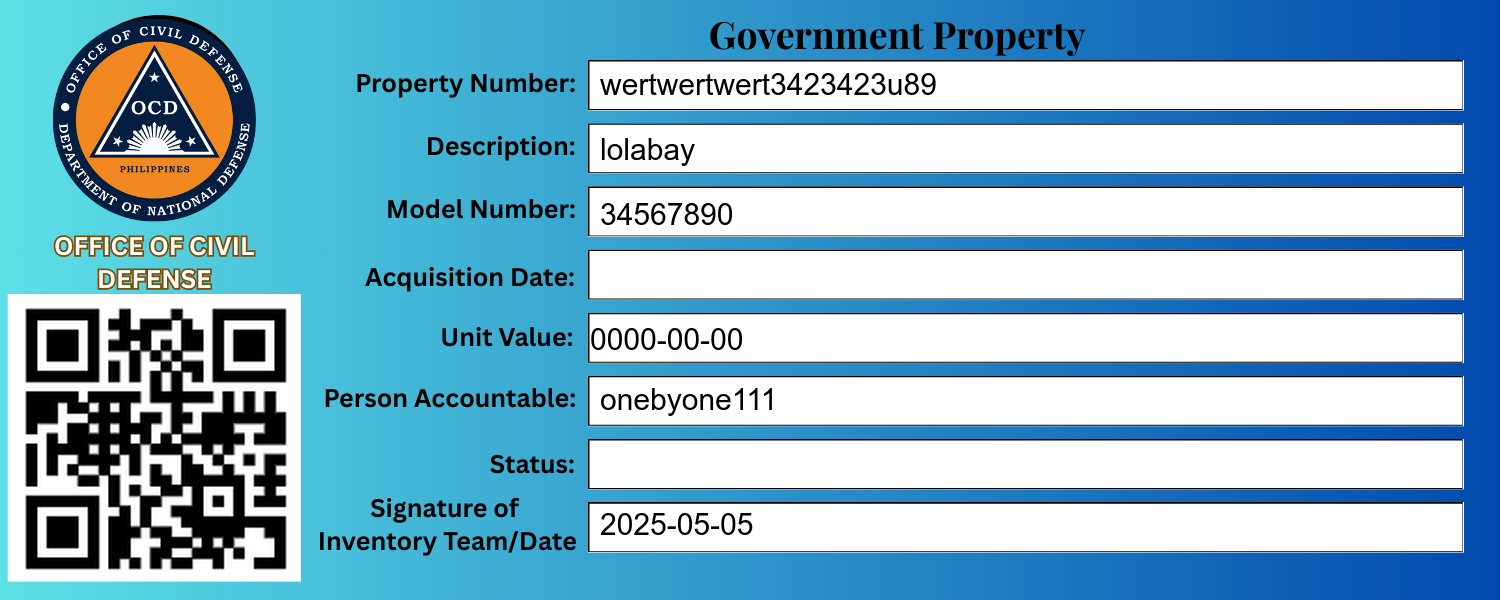 OFFICE OF CIVIL DEFENSE
OCD
PHILIPPINES
DEPARTMENT OF NATIONAL DEFENSE
OFFICE OF CIVIL
DEFENSE
Government Property
Property Number: wertwertwert3423423u89
Description: lolabay
Model Number: 34567890
Acquisition Date:
Unit Value: 0000-00-00
Person Accountable: onebyone111
Status:
Signature of
Inventory Team/Date 2025-05-05